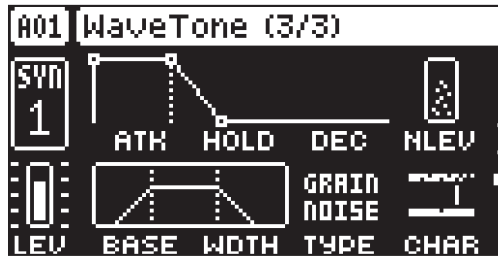 A01 WaveTone (3/3)
SYN
1
ATK HOLD DEC NLEV
GRAIN
NOISE
LEV BASE WDTH TYPE CHAR